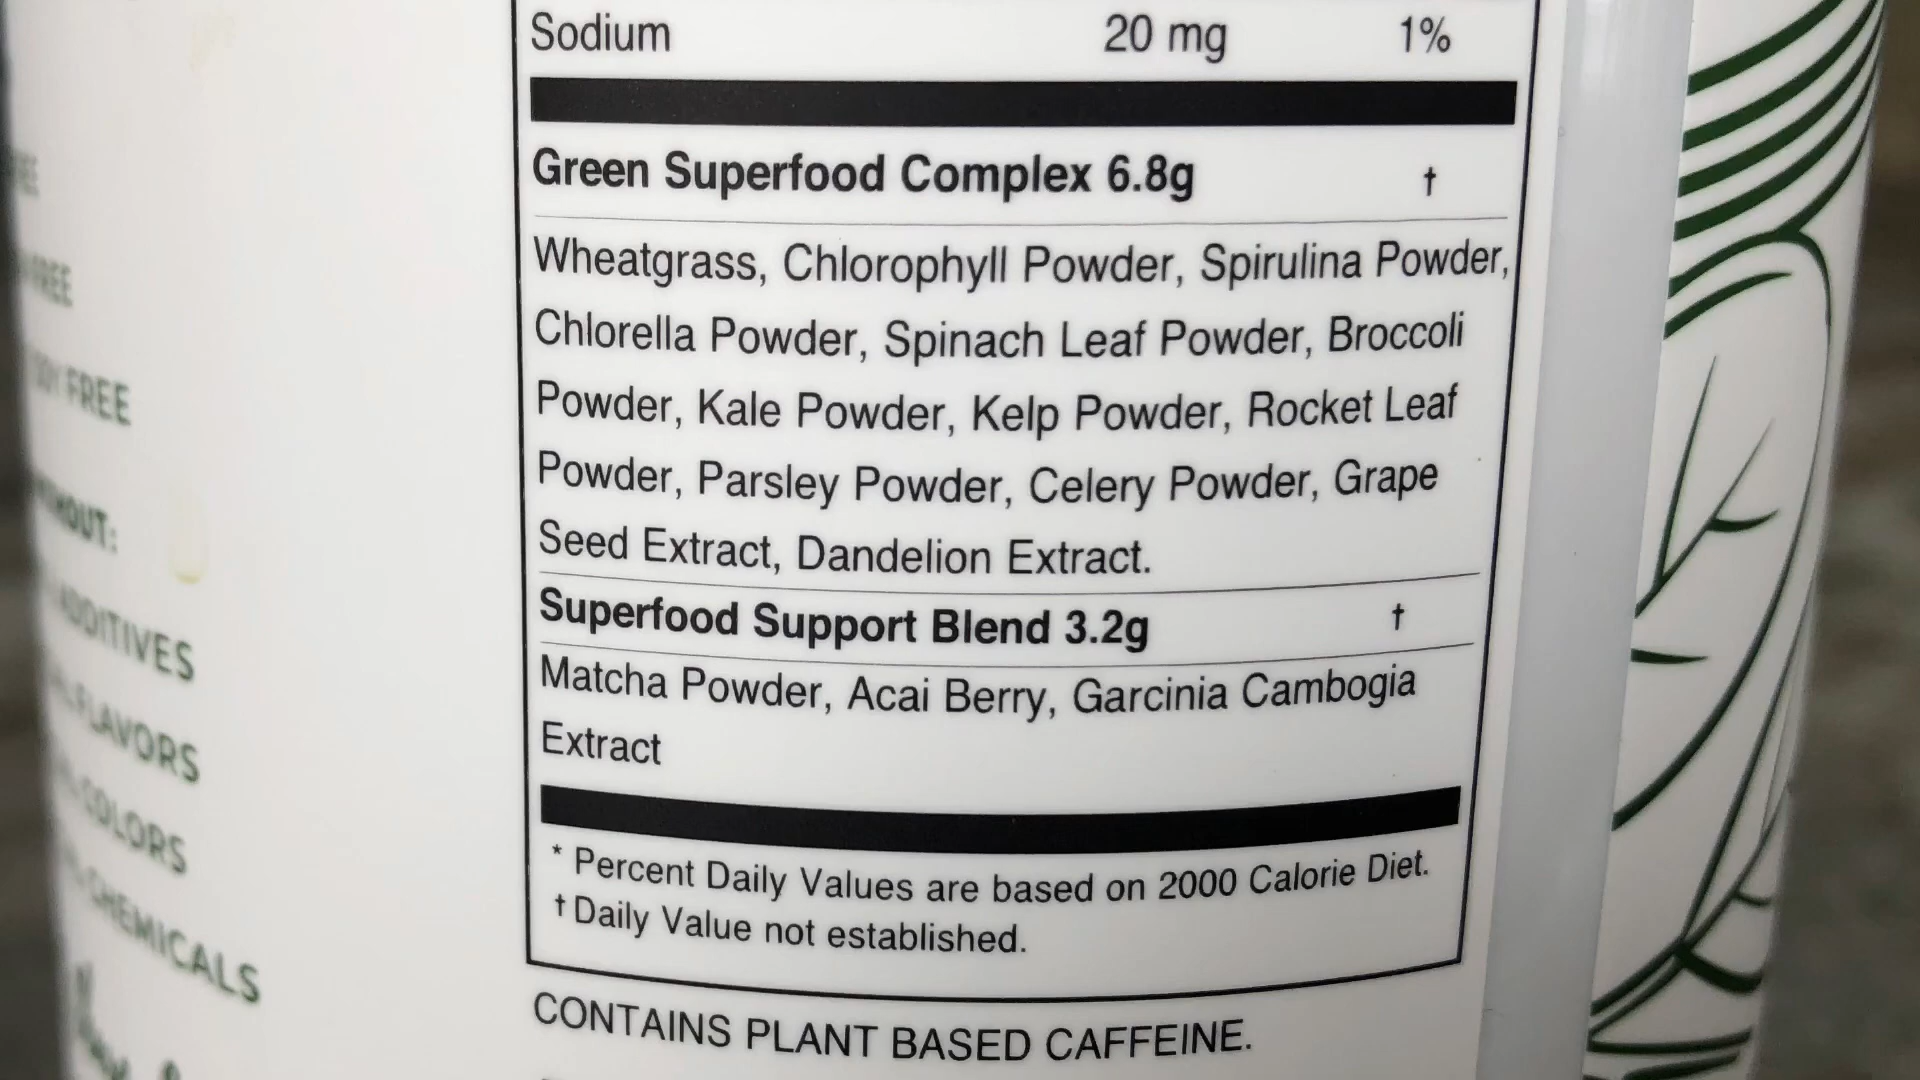 Sodium 20 mg 1%
Green Superfood Complex 6.8g †
Wheatgrass, Chlorophyll Powder, Spirulina Powder,
Chlorella Powder, Spinach Leaf Powder, Broccoli
Powder, Kale Powder, Kelp Powder, Rocket Leaf
Powder, Parsley Powder, Celery Powder, Grape
Seed Extract, Dandelion Extract.
Superfood Support Blend 3.2g †
Matcha Powder, Acai Berry, Garcinia Cambogia
Extract
* Percent Daily Values are based on 2000 Calorie Diet.
† Daily Value not established.
CONTAINS PLANT BASED CAFFEINE.
FREE
ADDITIVES
FLAVORS
COLORS
CHEMICALS